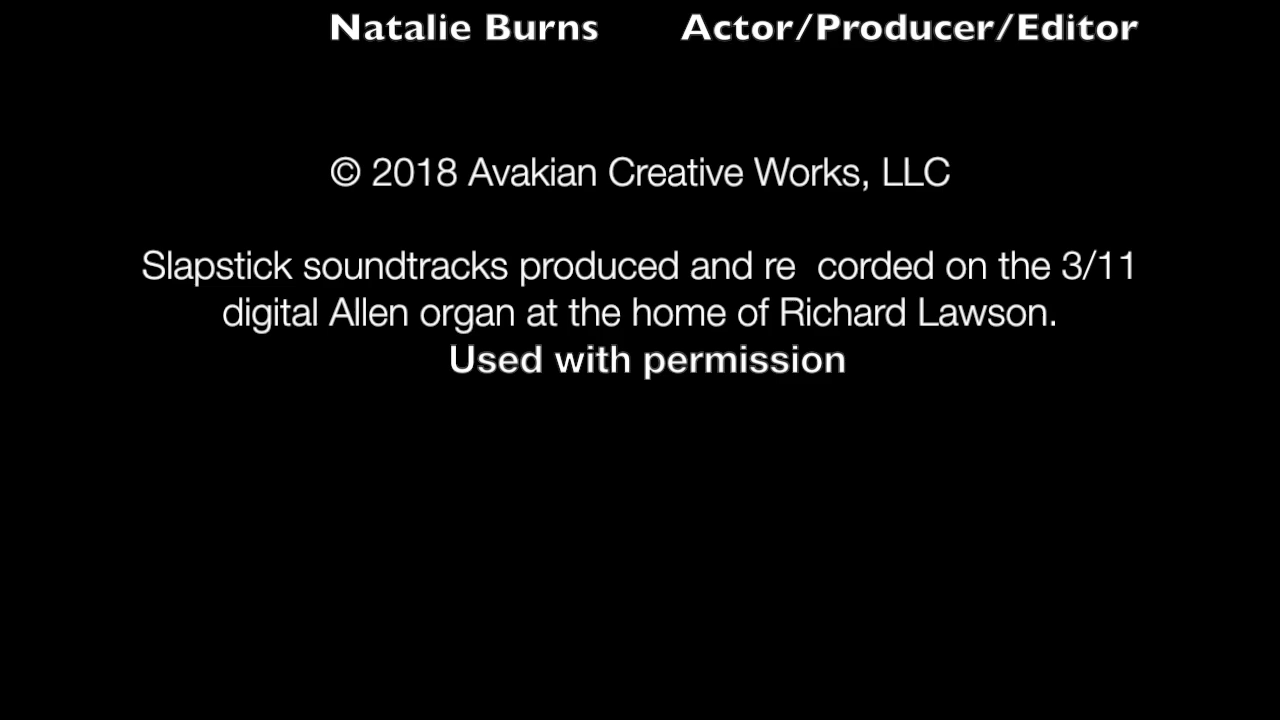 Natalie Burns Actor/Producer/Editor
© 2018 Avakian Creative Works, LLC
Slapstick soundtracks produced and re  corded on the 3/11
digital Allen organ at the home of Richard Lawson.
Used with permission